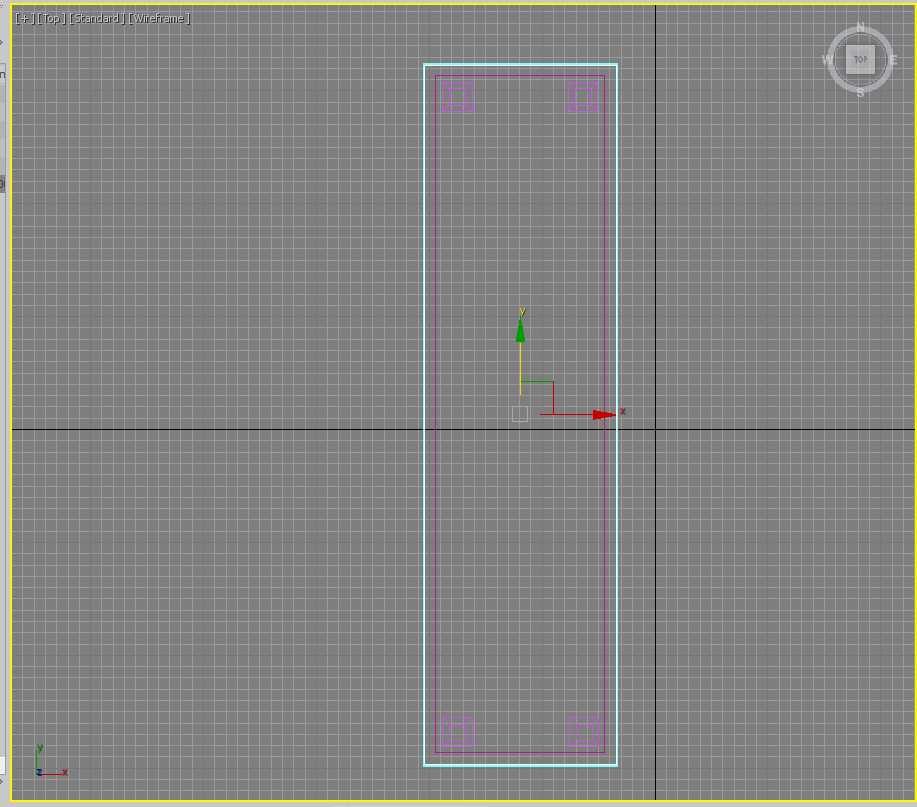 [+] [Top] [Standard] [Wireframe]
N
W TOP E
S
y
x
y
z x